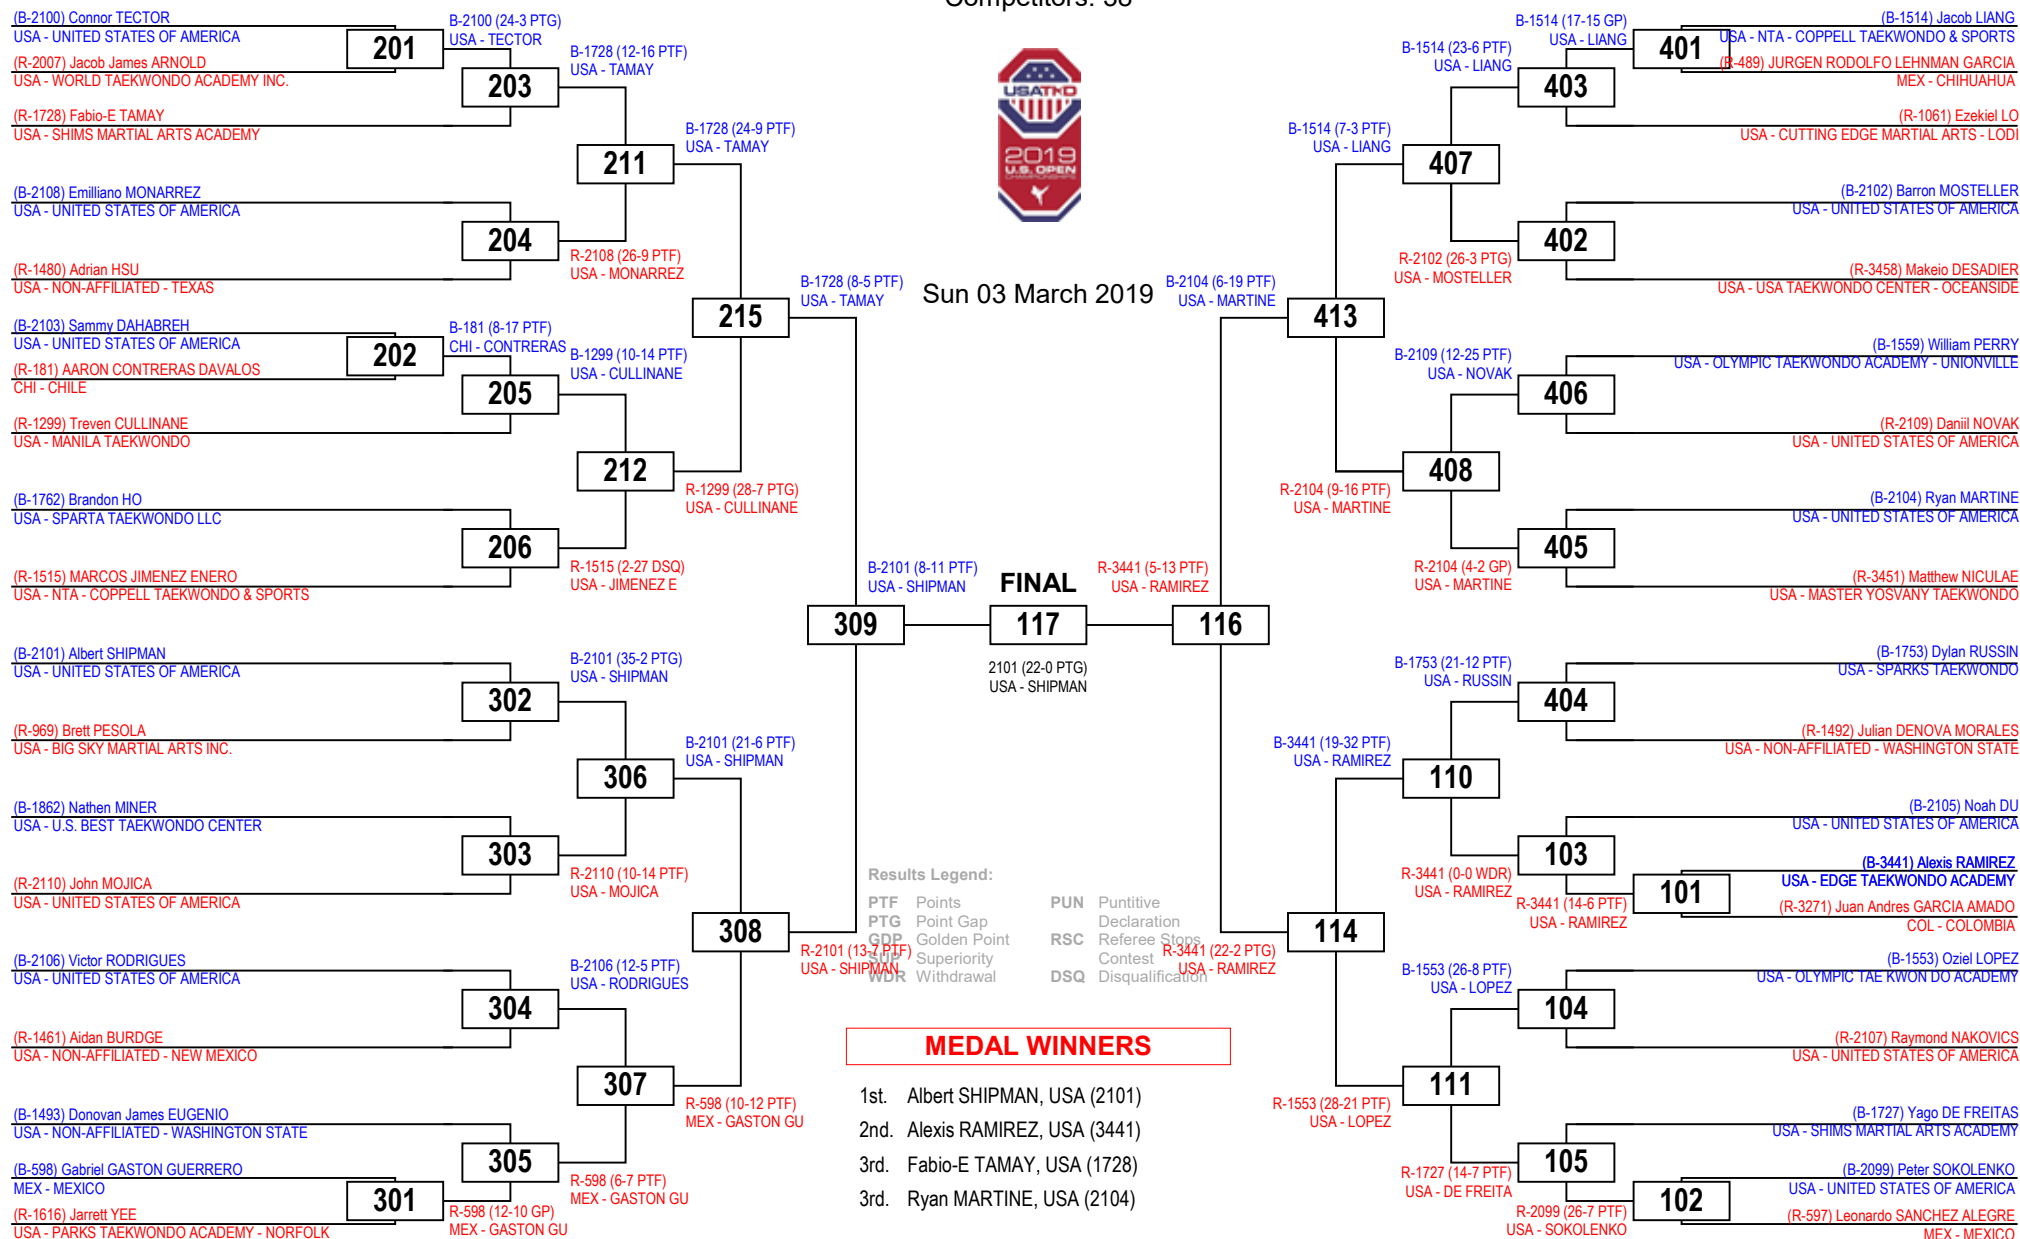 Competitors: 38
(B-2100) Connor TECTOR
USA - UNITED STATES OF AMERICA
(R-2007) Jacob James ARNOLD
USA - WORLD TAEKWONDO ACADEMY INC.
(R-1728) Fabio-E TAMAY
USA - SHIMS MARTIAL ARTS ACADEMY
(B-2108) Emilliano MONARREZ
USA - UNITED STATES OF AMERICA
(R-1480) Adrian HSU
USA - NON-AFFILIATED - TEXAS
(B-2103) Sammy DAHABREH
USA - UNITED STATES OF AMERICA
(R-181) AARON CONTRERAS DAVALOS
CHI - CHILE
(R-1299) Treven CULLINANE
USA - MANILA TAEKWONDO
(B-1762) Brandon HO
USA - SPARTA TAEKWONDO LLC
(R-1515) MARCOS JIMENEZ ENERO
USA - NTA - COPPELL TAEKWONDO & SPORTS
(B-2101) Albert SHIPMAN
USA - UNITED STATES OF AMERICA
(R-969) Brett PESOLA
USA - BIG SKY MARTIAL ARTS INC.
(B-1862) Nathen MINER
USA - U.S. BEST TAEKWONDO CENTER
(R-2110) John MOJICA
USA - UNITED STATES OF AMERICA
(B-2106) Victor RODRIGUES
USA - UNITED STATES OF AMERICA
(R-1461) Aidan BURDGE
USA - NON-AFFILIATED - NEW MEXICO
(B-1493) Donovan James EUGENIO
USA - NON-AFFILIATED - WASHINGTON STATE
(B-598) Gabriel GASTON GUERRERO
MEX - MEXICO
(R-1616) Jarrett YEE
USA - PARKS TAEKWONDO ACADEMY - NORFOLK
201
202
301
B-2100 (24-3 PTG)
USA - TECTOR
B-181 (8-17 PTF)
CHI - CONTRERAS
R-598 (12-10 GP)
MEX - GASTON GU
203
204
205
206
302
303
304
305
B-1728 (12-16 PTF)
USA - TAMAY
R-2108 (26-9 PTF)
USA - MONARREZ
B-1299 (10-14 PTF)
USA - CULLINANE
R-1515 (2-27 DSQ)
USA - JIMENEZ E
B-2101 (35-2 PTG)
USA - SHIPMAN
R-2110 (10-14 PTF)
USA - MOJICA
B-2106 (12-5 PTF)
USA - RODRIGUES
R-598 (6-7 PTF)
MEX - GASTON GU
211
212
306
307
B-1728 (24-9 PTF)
USA - TAMAY
R-1299 (28-7 PTG)
USA - CULLINANE
B-2101 (21-6 PTF)
USA - SHIPMAN
R-598 (10-12 PTF)
MEX - GASTON GU
215
308
B-1728 (8-5 PTF)
USA - TAMAY
R-2101 (13-7 PTF)
USA - SHIPMAN
309
B-2101 (8-11 PTF)
USA - SHIPMAN
USATKD
2019
U.S. OPEN
CHAMPIONSHIPS
Sun 03 March 2019
FINAL
117
2101 (22-0 PTG)
USA - SHIPMAN
R-3441 (5-13 PTF)
USA - RAMIREZ
116
B-2104 (6-19 PTF)
USA - MARTINE
R-3441 (22-2 PTG)
USA - RAMIREZ
413
114
B-1514 (7-3 PTF)
USA - LIANG
R-2104 (9-16 PTF)
USA - MARTINE
B-3441 (19-32 PTF)
USA - RAMIREZ
R-1553 (28-21 PTF)
USA - LOPEZ
407
408
110
111
B-1514 (23-6 PTF)
USA - LIANG
R-2102 (26-3 PTG)
USA - MOSTELLER
B-2109 (12-25 PTF)
USA - NOVAK
R-2104 (4-2 GP)
USA - MARTINE
B-1753 (21-12 PTF)
USA - RUSSIN
R-3441 (0-0 WDR)
USA - RAMIREZ
B-1553 (26-8 PTF)
USA - LOPEZ
R-1727 (14-7 PTF)
USA - DE FREITA
403
402
406
405
404
103
104
105
B-1514 (17-15 GP)
USA - LIANG
R-3441 (14-6 PTF)
USA - RAMIREZ
R-2099 (26-7 PTF)
USA - SOKOLENKO
401
101
102
(B-1514) Jacob LIANG
USA - NTA - COPPELL TAEKWONDO & SPORTS
(R-489) JURGEN RODOLFO LEHNMAN GARCIA
MEX - CHIHUAHUA
(R-1061) Ezekiel LO
USA - CUTTING EDGE MARTIAL ARTS - LODI
(B-2102) Barron MOSTELLER
USA - UNITED STATES OF AMERICA
(R-3458) Makeio DESADIER
USA - USA TAEKWONDO CENTER - OCEANSIDE
(B-1559) William PERRY
USA - OLYMPIC TAEKWONDO ACADEMY - UNIONVILLE
(R-2109) Daniil NOVAK
USA - UNITED STATES OF AMERICA
(B-2104) Ryan MARTINE
USA - UNITED STATES OF AMERICA
(R-3451) Matthew NICULAE
USA - MASTER YOSVANY TAEKWONDO
(B-1753) Dylan RUSSIN
USA - SPARKS TAEKWONDO
(R-1492) Julian DENOVA MORALES
USA - NON-AFFILIATED - WASHINGTON STATE
(B-2105) Noah DU
USA - UNITED STATES OF AMERICA
(B-3441) Alexis RAMIREZ
USA - EDGE TAEKWONDO ACADEMY
(R-3271) Juan Andres GARCIA AMADO
COL - COLOMBIA
(B-1553) Oziel LOPEZ
USA - OLYMPIC TAE KWON DO ACADEMY
(R-2107) Raymond NAKOVICS
USA - UNITED STATES OF AMERICA
(B-1727) Yago DE FREITAS
USA - SHIMS MARTIAL ARTS ACADEMY
(B-2099) Peter SOKOLENKO
USA - UNITED STATES OF AMERICA
(R-597) Leonardo SANCHEZ ALEGRE
MEX - MEXICO
Results Legend:
PTF Points
PTG Point Gap
GDP Golden Point
SUP Superiority
WDR Withdrawal
PUN Puntitive
Declaration
RSC Referee Stops
Contest
DSQ Disqualification
MEDAL WINNERS
1st. Albert SHIPMAN, USA (2101)
2nd. Alexis RAMIREZ, USA (3441)
3rd. Fabio-E TAMAY, USA (1728)
3rd. Ryan MARTINE, USA (2104)